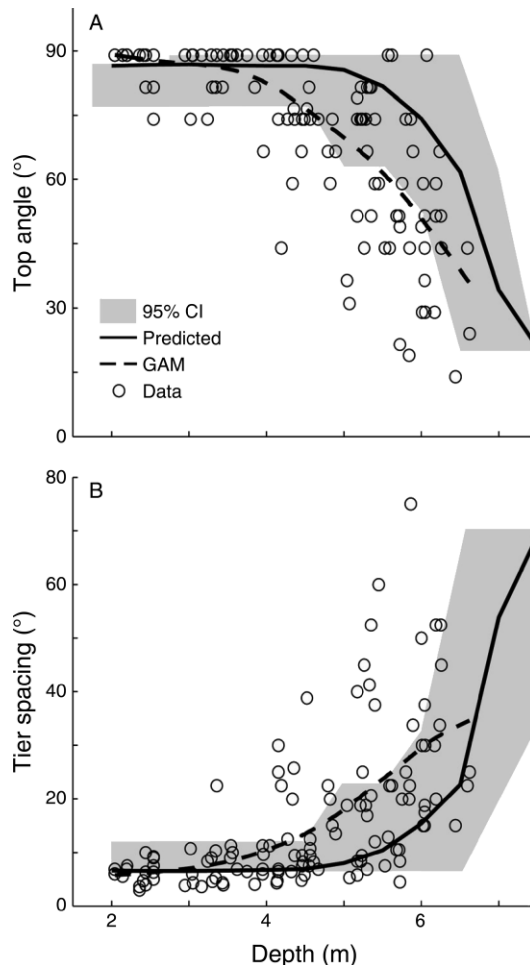 A
90
60
30
0
Top angle (°)
95% CI
Predicted
GAM
Data
B
80
60
40
20
0
Tier spacing (°)
2 4 6
Depth (m)